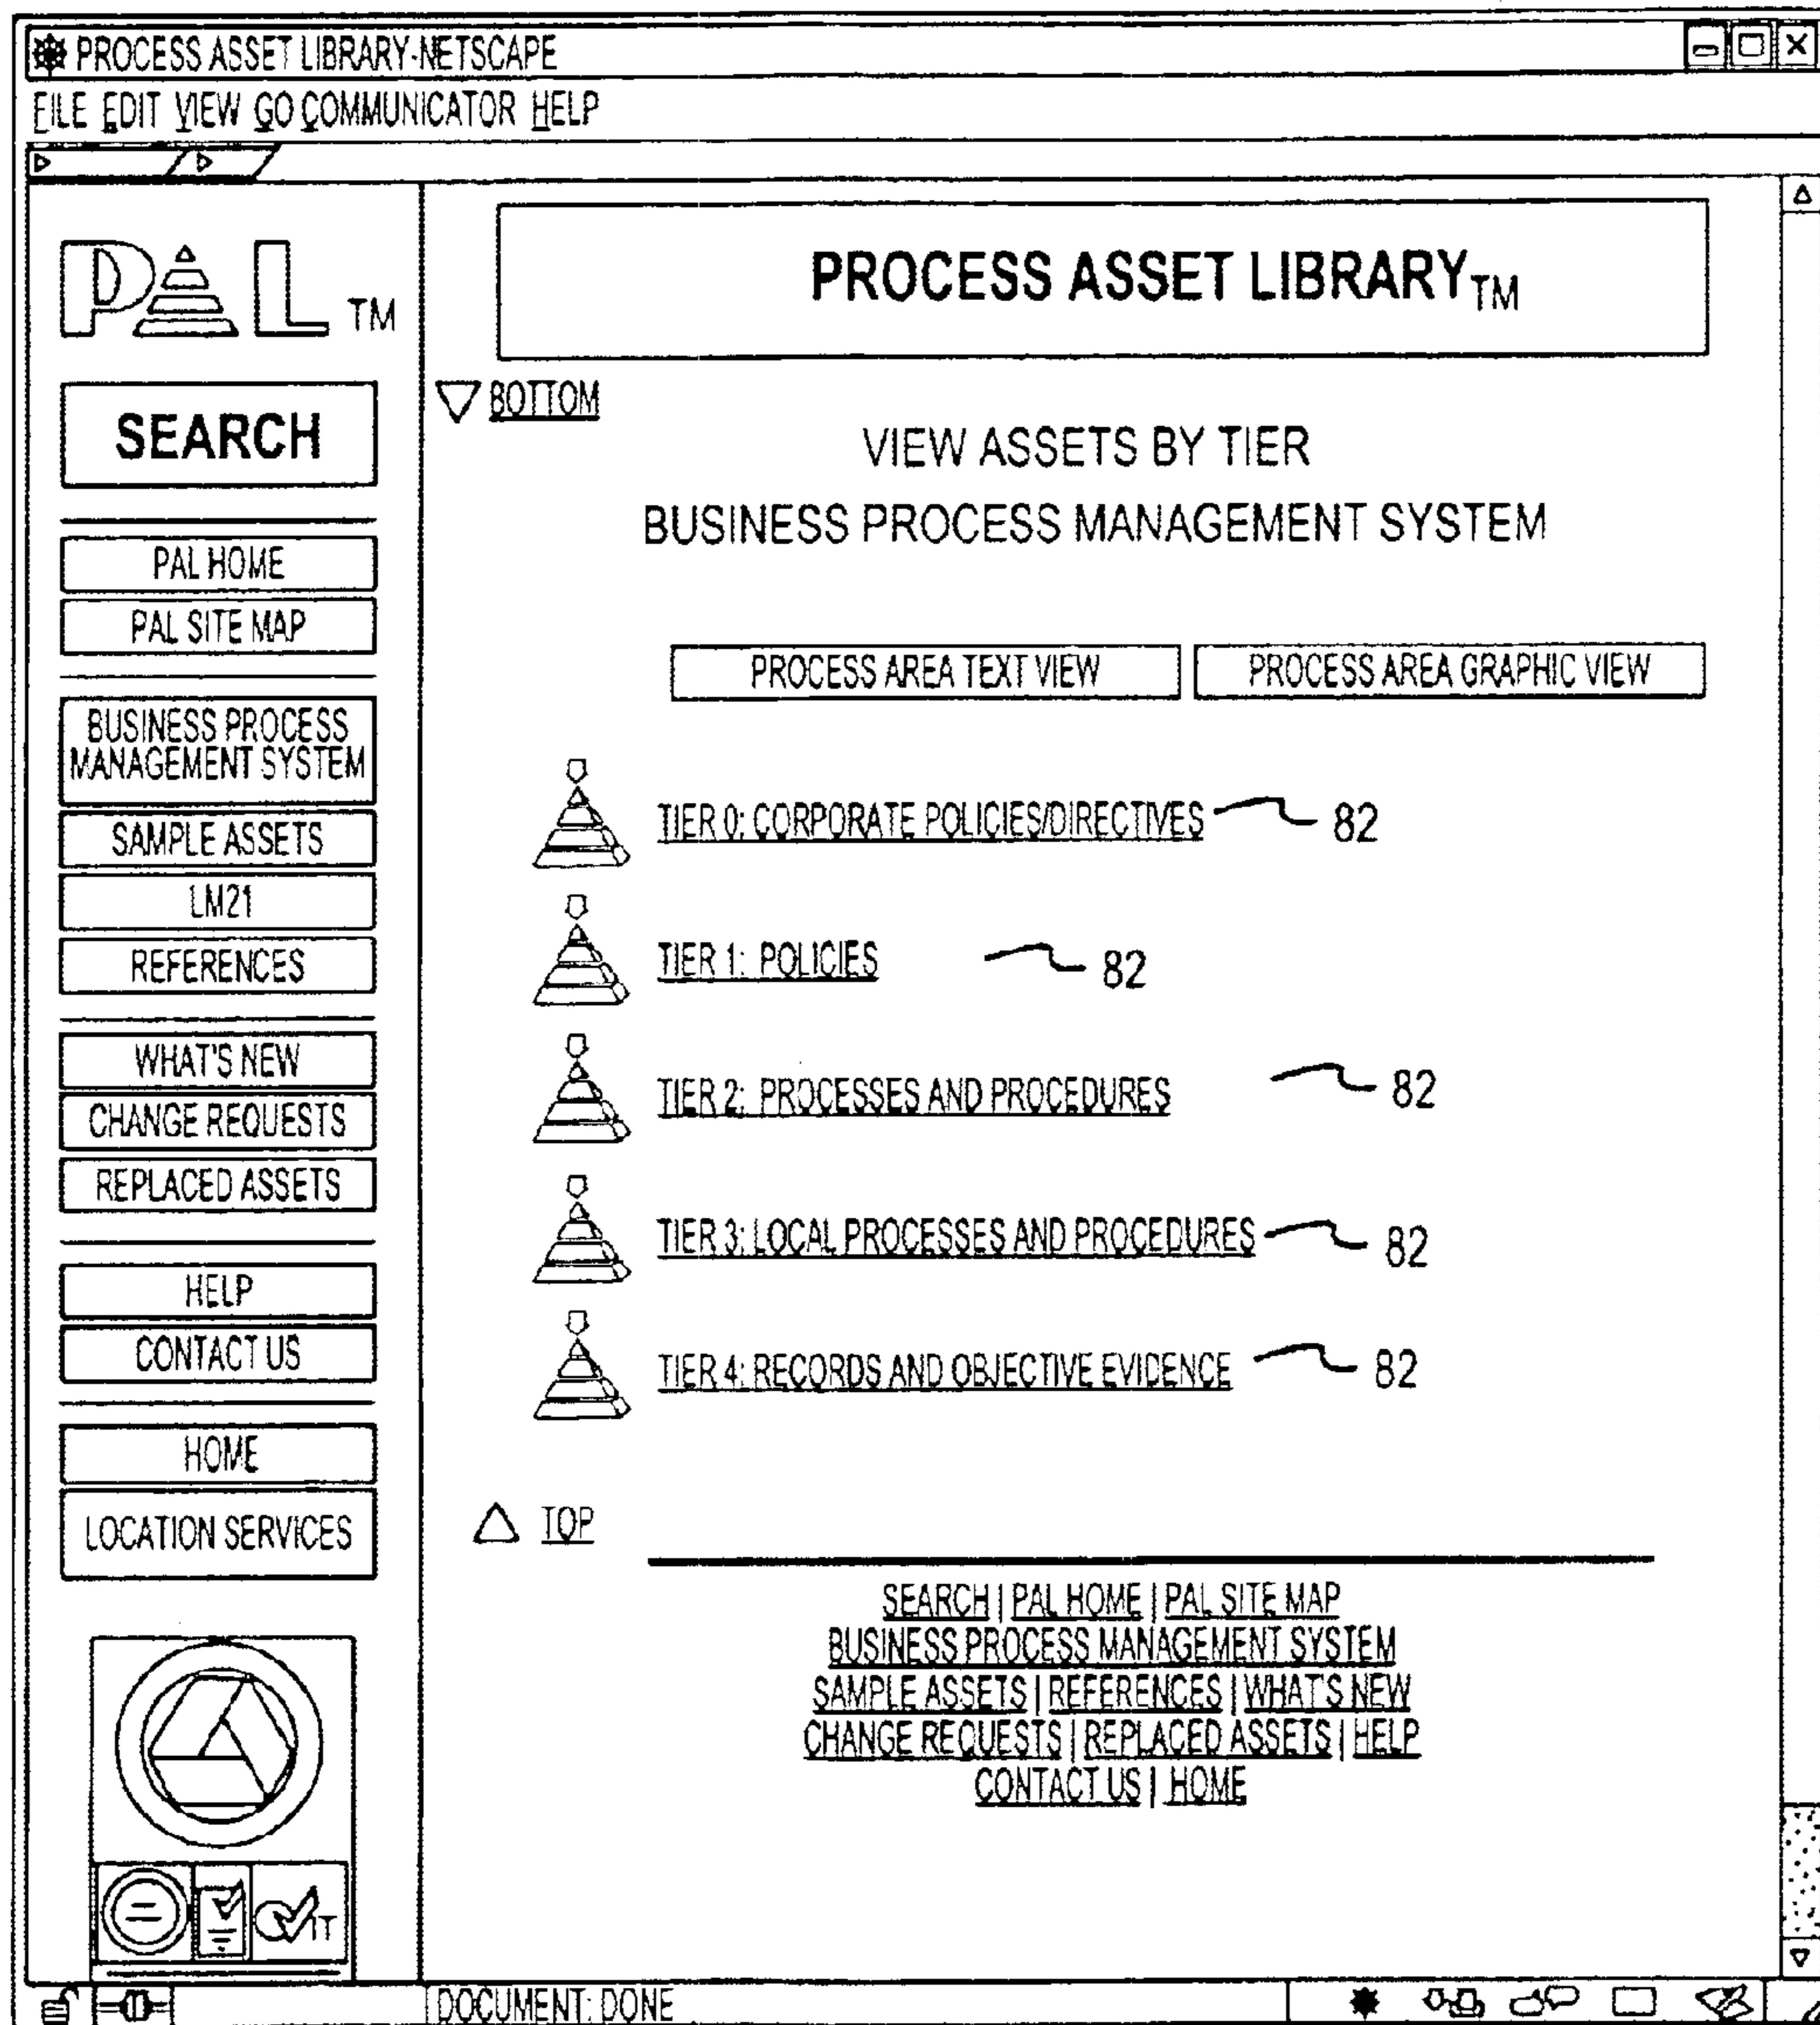 PROCESS ASSET LIBRARY-NETSCAPE
FILE EDIT VIEW GO COMMUNICATOR HELP
PAL TM
SEARCH
PAL HOME
PAL SITE MAP
BUSINESS PROCESS
MANAGEMENT SYSTEM
SAMPLE ASSETS
LM21
REFERENCES
WHAT'S NEW
CHANGE REQUESTS
REPLACED ASSETS
HELP
CONTACT US
HOME
LOCATION SERVICES
IT
PROCESS ASSET LIBRARY TM
BOTTOM
VIEW ASSETS BY TIER
BUSINESS PROCESS MANAGEMENT SYSTEM
PROCESS AREA TEXT VIEW PROCESS AREA GRAPHIC VIEW
TIER 0: CORPORATE POLICIES/DIRECTIVES 82
TIER 1: POLICIES 82
TIER 2: PROCESSES AND PROCEDURES 82
TIER 3: LOCAL PROCESSES AND PROCEDURES 82
TIER 4: RECORDS AND OBJECTIVE EVIDENCE 82
TOP
SEARCH | PAL HOME | PAL SITE MAP
BUSINESS PROCESS MANAGEMENT SYSTEM
SAMPLE ASSETS | REFERENCES | WHAT'S NEW
CHANGE REQUESTS | REPLACED ASSETS | HELP
CONTACT US | HOME
DOCUMENT: DONE